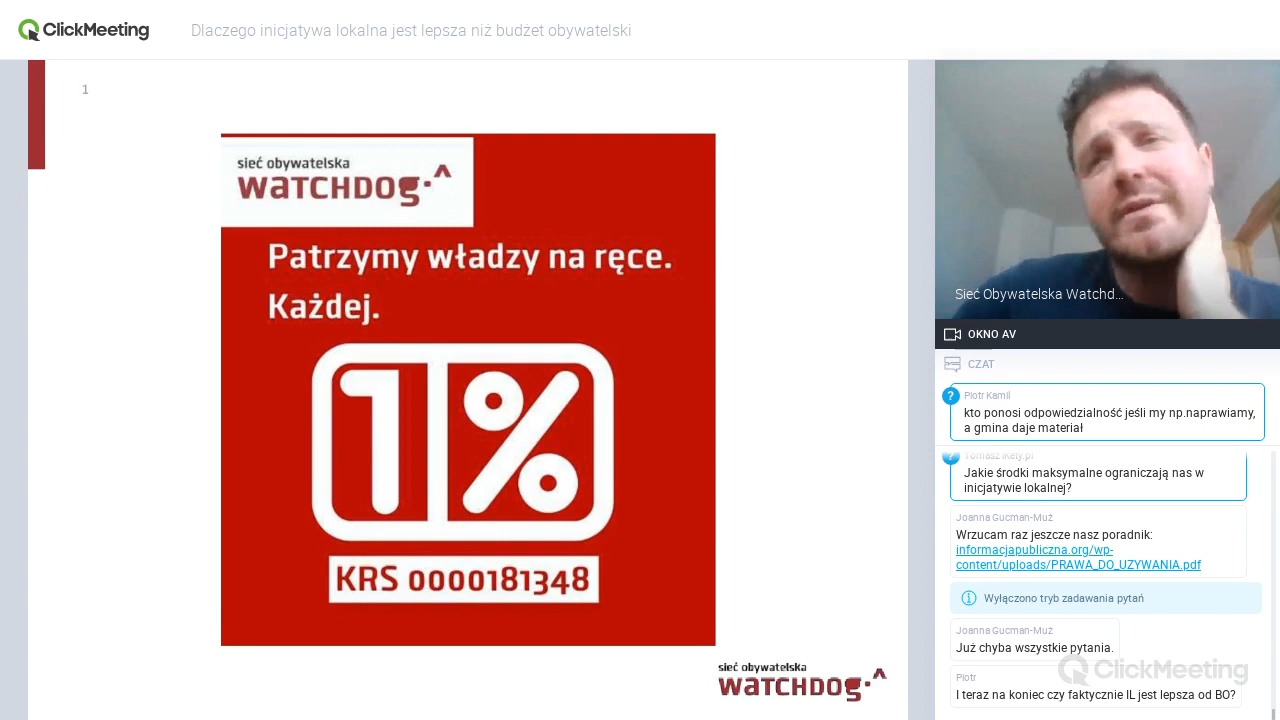 ClickMeeting
Dlaczego inicjatywa lokalna jest lepsza niż budżet obywatelski
1
sieć obywatelska
WATCHDOG
Patrzymy władzy na ręce.
Każdej.
1%
KRS 0000181348
sieć obywatelska
WATCHDOG
Sieć Obywatelska Watchd...
OKNO AV
CZAT
Piotr Kamil
kto ponosi odpowiedzialność jeśli my np.naprawiamy,
a gmina daje materiał
Tomasz iKęty.pl
Jakie środki maksymalne ograniczają nas w
inicjatywie lokalnej?
Joanna Gucman-Muż
Wrzucam raz jeszcze nasz poradnik:
informacjapubliczna.org/wp-
content/uploads/PRAWA_DO_UZYWANIA.pdf
Wyłączono tryb zadawania pytań
Joanna Gucman-Muż
Już chyba wszystkie pytania.
ClickMeeting
Piotr
I teraz na koniec czy faktycznie IL jest lepsza od BO?